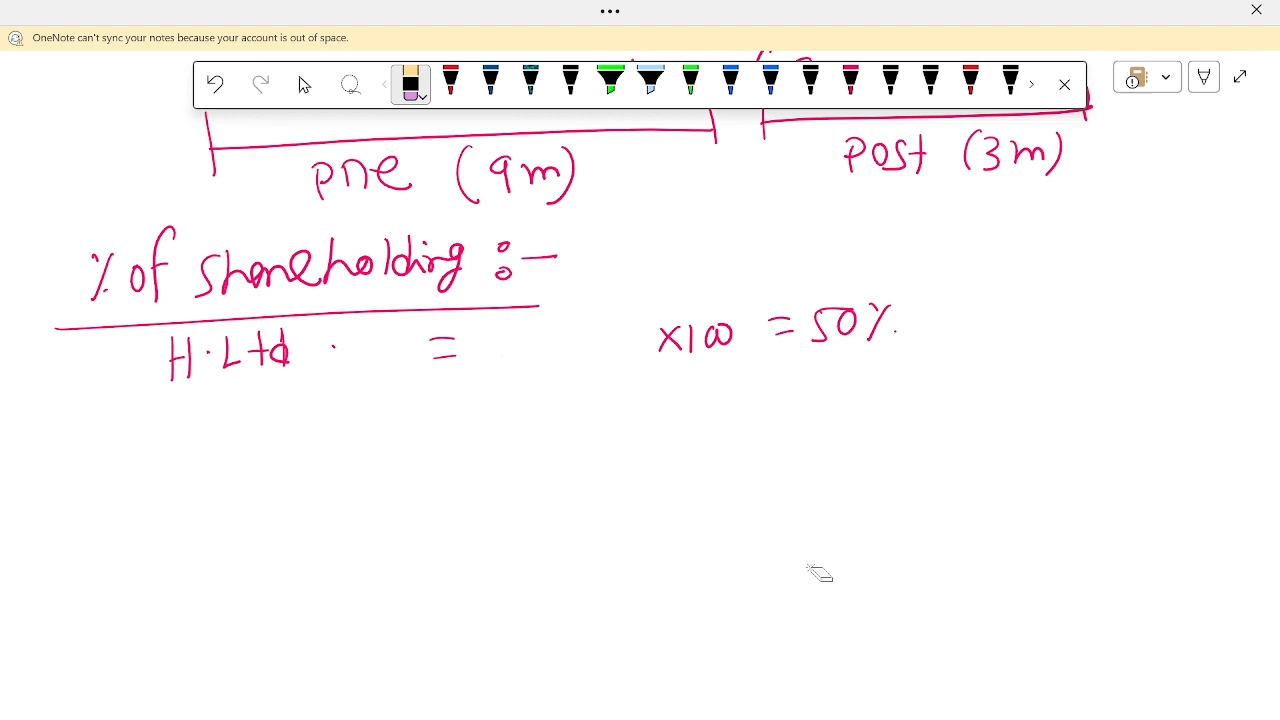 OneNote can't sync your notes because your account is out of space.
pre (9m) post (3m)
% of shareholding :-
H.Ltd. = x100 = 50%.